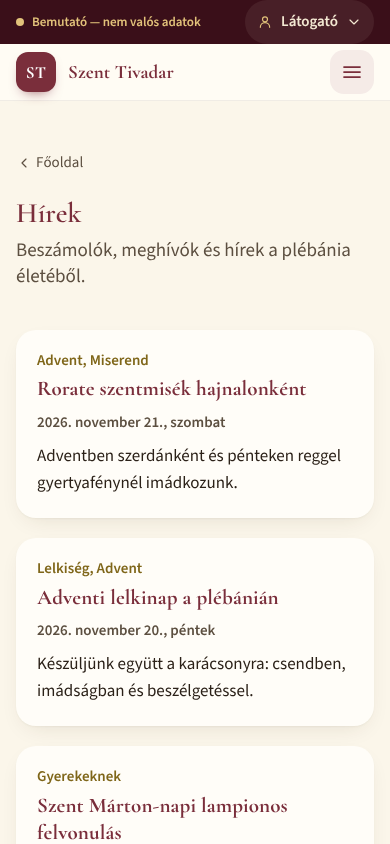 Bemutató — nem valós adatok
Látogató
ST
Szent Tivadar
Főoldal
Hírek
Beszámolók, meghívók és hírek a plébánia
életéből.
Advent, Miserend
Rorate szentmisék hajnalonként
2026. november 21., szombat
Adventben szerdánként és pénteken reggel
gyertyafénynél imádkozunk.
Lelkiség, Advent
Adventi lelkinap a plébánián
2026. november 20., péntek
Készüljünk együtt a karácsonyra: csendben,
imádságban és beszélgetéssel.
Gyerekeknek
Szent Márton-napi lampionos
felvonulás